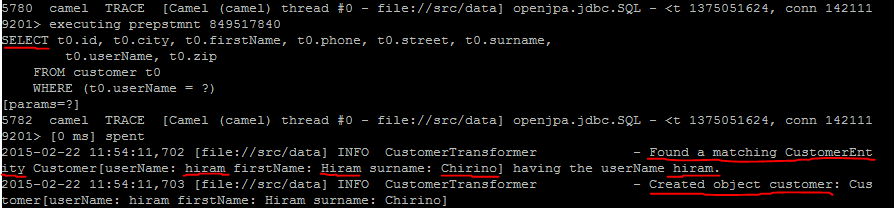 5780  camel  TRACE  [Camel (camel) thread #0 - file://src/data] openjpa.jdbc.SQL - <t 1375051624, conn 142111
9201> executing prepstmnt 849517840
SELECT t0.id, t0.city, t0.firstName, t0.phone, t0.street, t0.surname,
t0.userName, t0.zip
FROM customer t0
WHERE (t0.userName = ?)
[params=?]
5782  camel  TRACE  [Camel (camel) thread #0 - file://src/data] openjpa.jdbc.SQL - <t 1375051624, conn 142111
9201> [0 ms] spent
2015-02-22 11:54:11,702 [file://src/data] INFO  CustomerTransformer            - Found a matching CustomerEnt
ity Customer[userName: hiram firstName: Hiram surname: Chirino] having the userName hiram.
2015-02-22 11:54:11,703 [file://src/data] INFO  CustomerTransformer            - Created object customer: Cus
tomer[userName: hiram firstName: Hiram surname: Chirino]